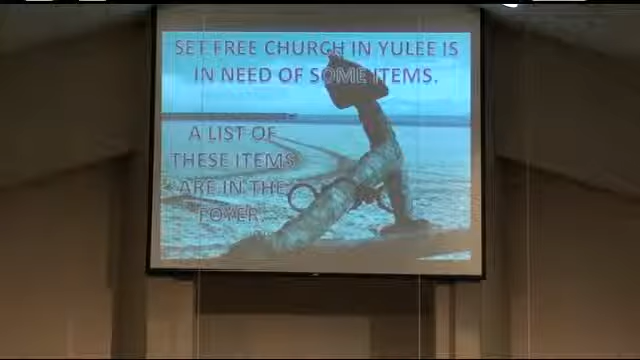 SET FREE CHURCH IN YULEE IS
IN NEED OF SOME ITEMS.
A LIST OF
THESE ITEMS
ARE IN THE
FOYER.